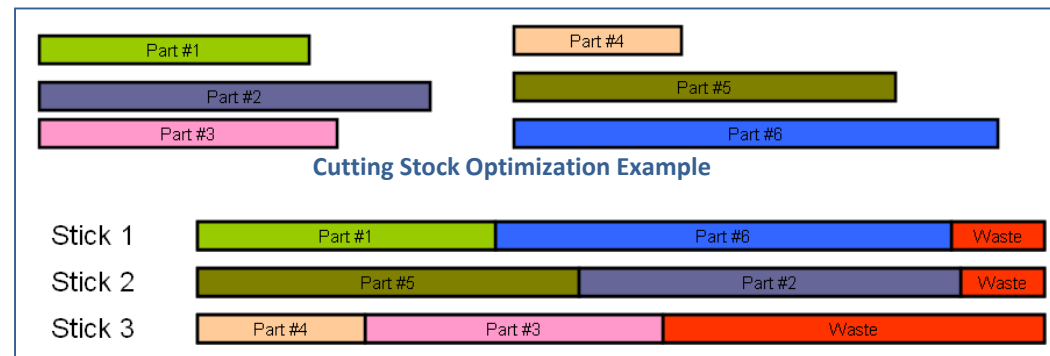 Part #1
Part #2
Part #3
Part #4
Part #5
Part #6
Cutting Stock Optimization Example
Stick 1 Part #1 Part #6 Waste
Stick 2 Part #5 Part #2 Waste
Stick 3 Part #4 Part #3 Waste